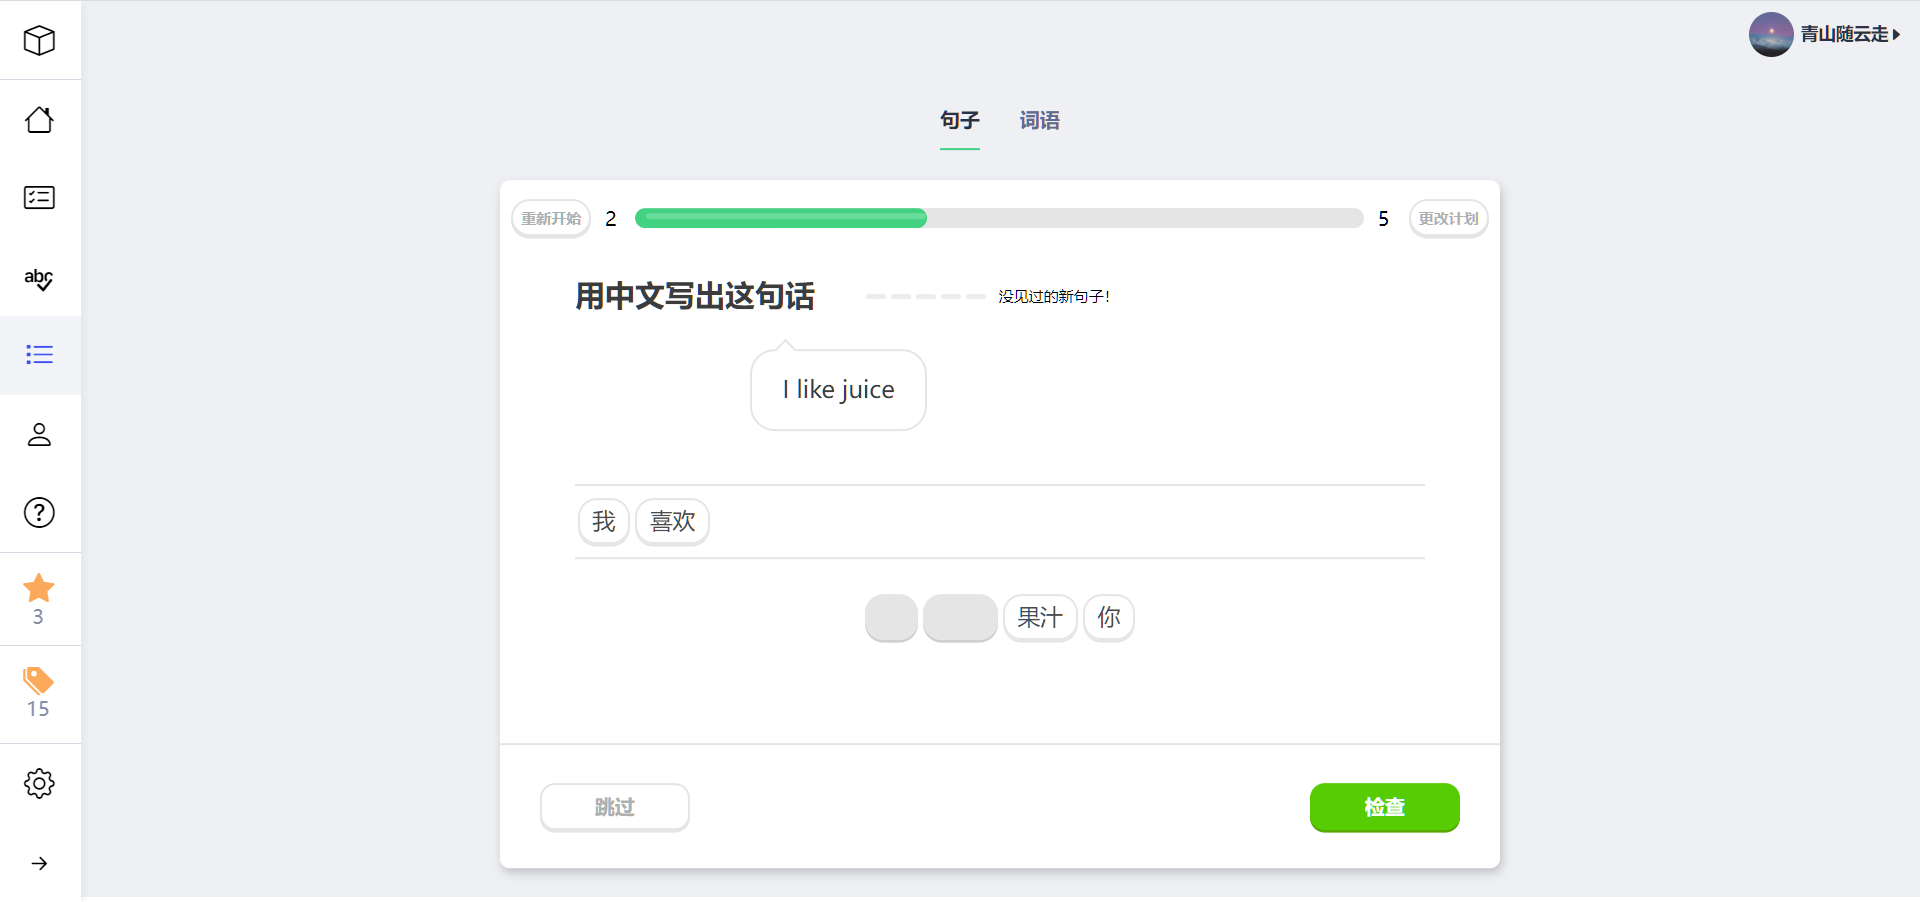 青山随云走
句子 词语
重新开始 2 5 更改计划
用中文写出这句话 没见过的新句子!
I like juice
abc
我 喜欢
果汁 你
3
15
跳过 检查